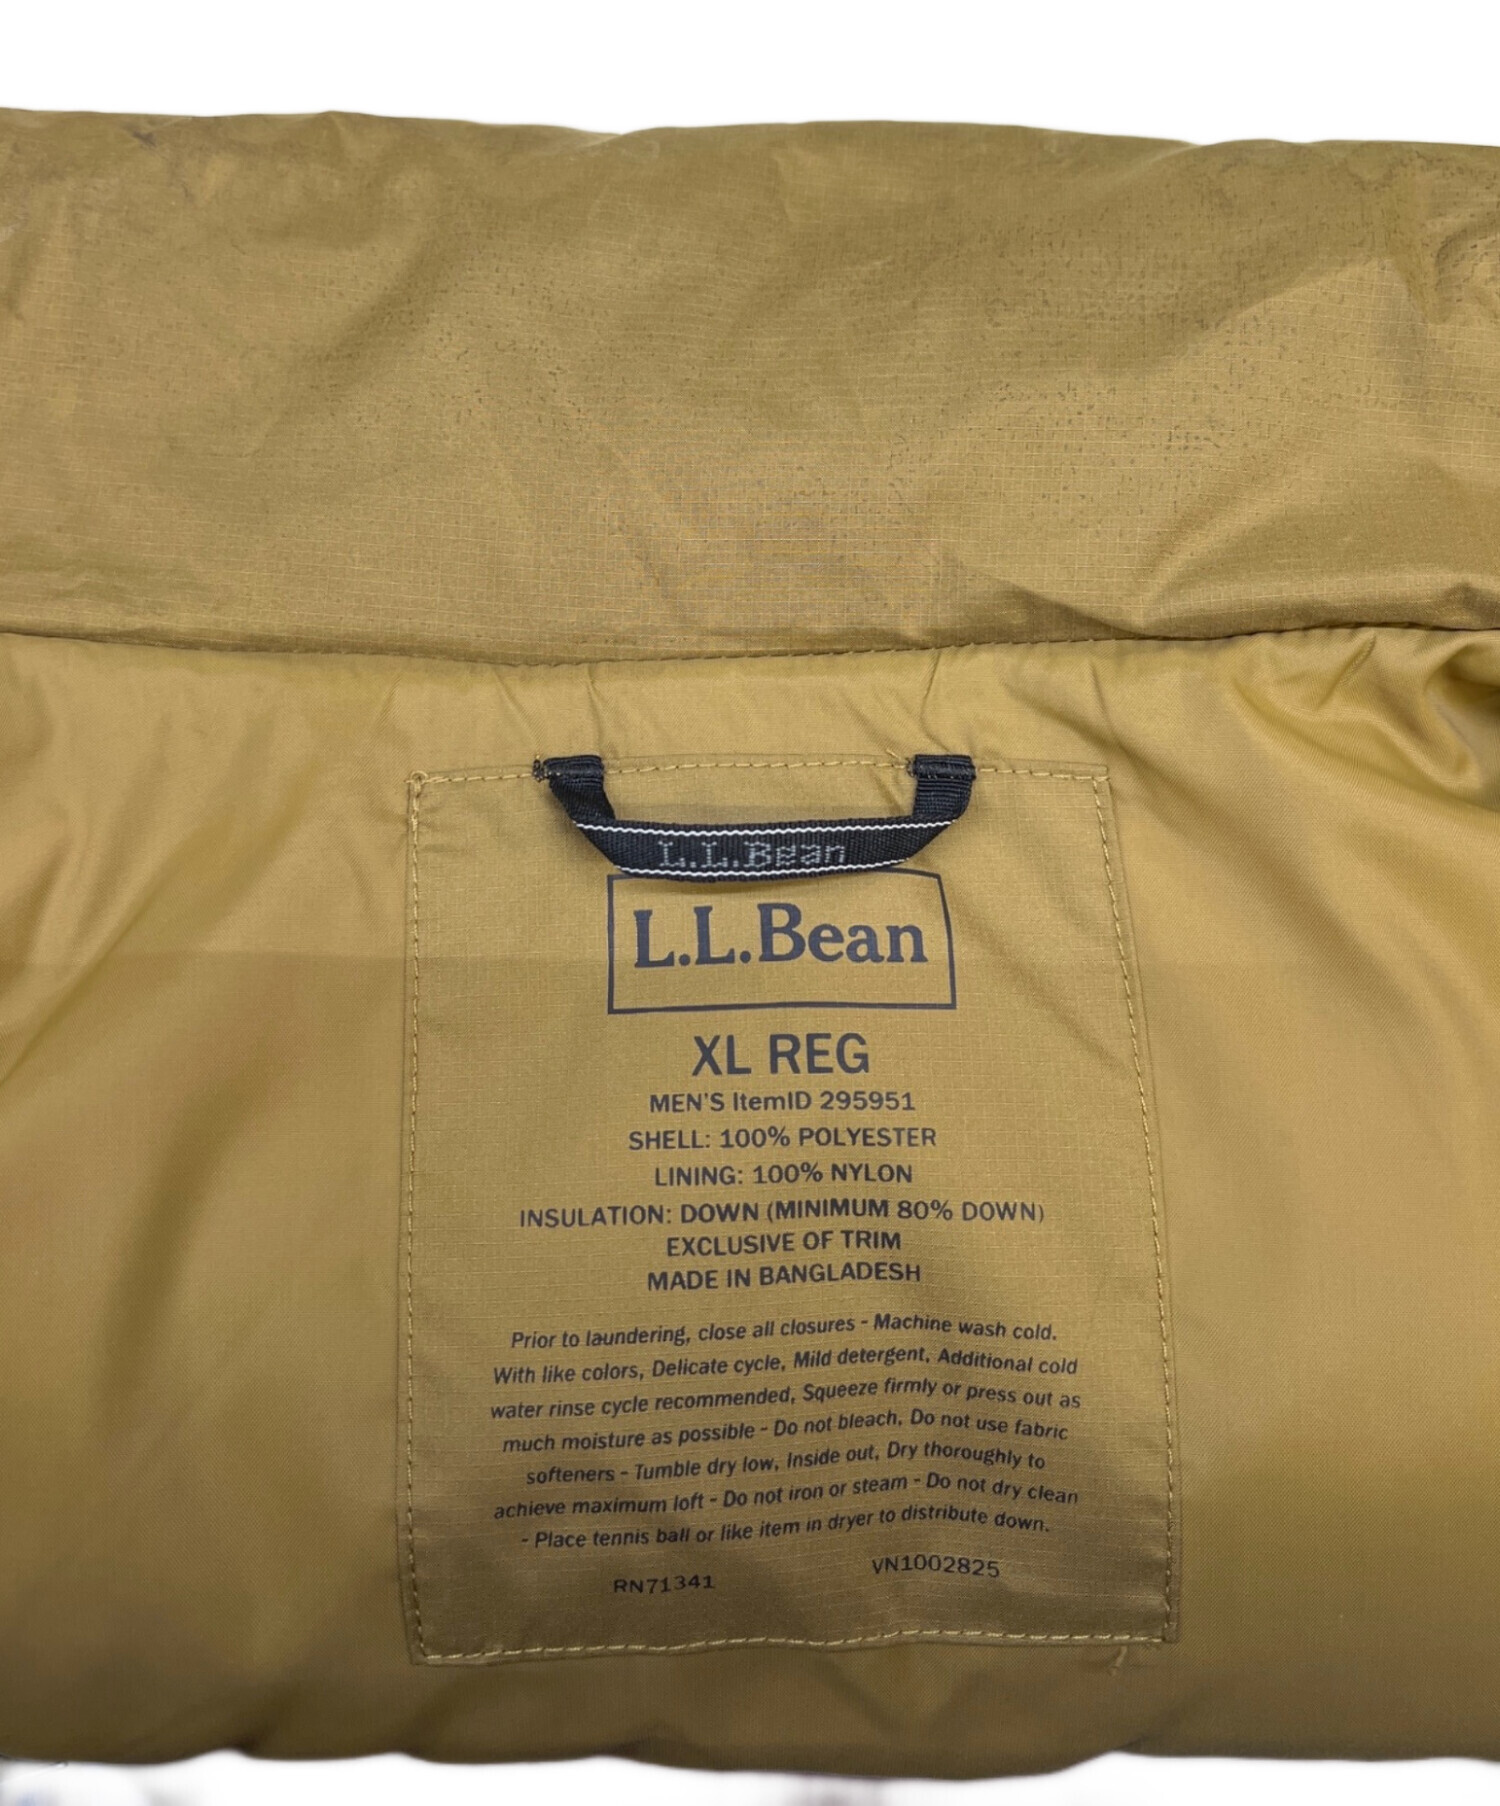 L.L.Bean
L.L.Bean
XL REG
MEN'S ItemID 295951
SHELL: 100% POLYESTER
LINING: 100% NYLON
INSULATION: DOWN (MINIMUM 80% DOWN)
EXCLUSIVE OF TRIM
MADE IN BANGLADESH
Prior to laundering, close all closures - Machine wash cold.
With like colors, Delicate cycle, Mild detergent, Additional cold
water rinse cycle recommended, Squeeze firmly or press out as
much moisture as possible - Do not bleach, Do not use fabric
softeners - Tumble dry low, Inside out, Dry thoroughly to
achieve maximum loft - Do not iron or steam - Do not dry clean
- Place tennis ball or like item in dryer to distribute down.
RN71341 VN1002825